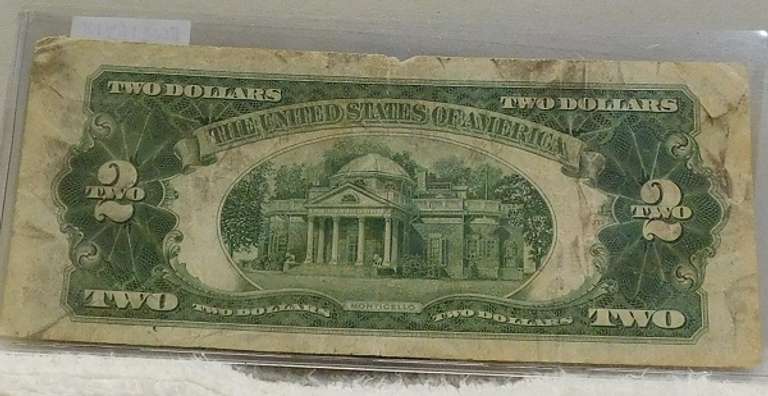 TWO DOLLARS TWO DOLLARS
THE UNITED STATES OF AMERICA
2 2
TWO TWO
TWO TWO DOLLARS MONTICELLO TWO DOLLARS TWO